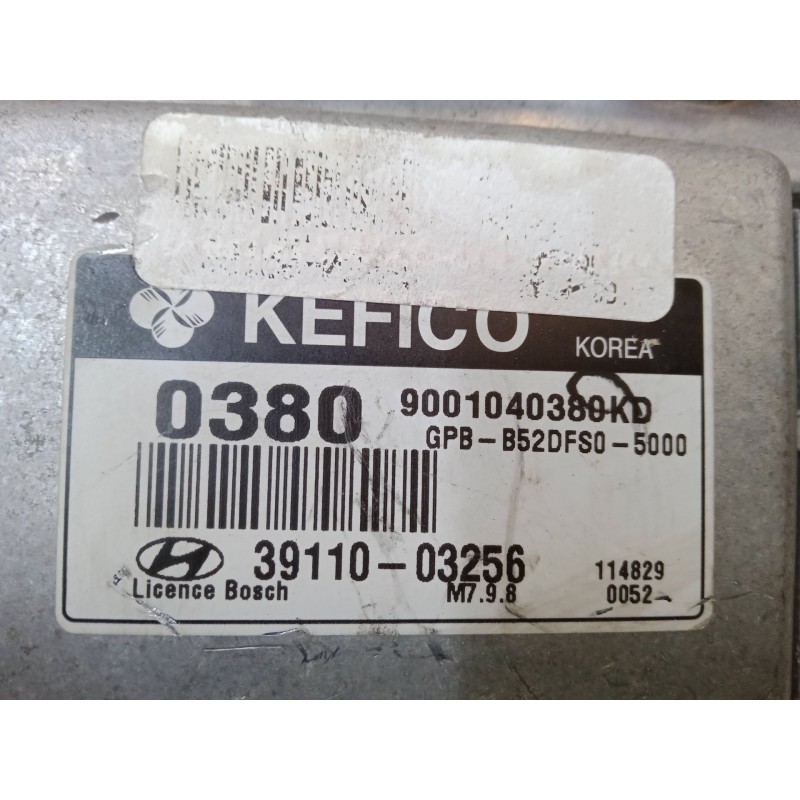 KEFICO
KOREA
0380 9001040380KD
GPB-B52DFS0-5000
39110-03256 114829
Licence Bosch M7.9.8 0052